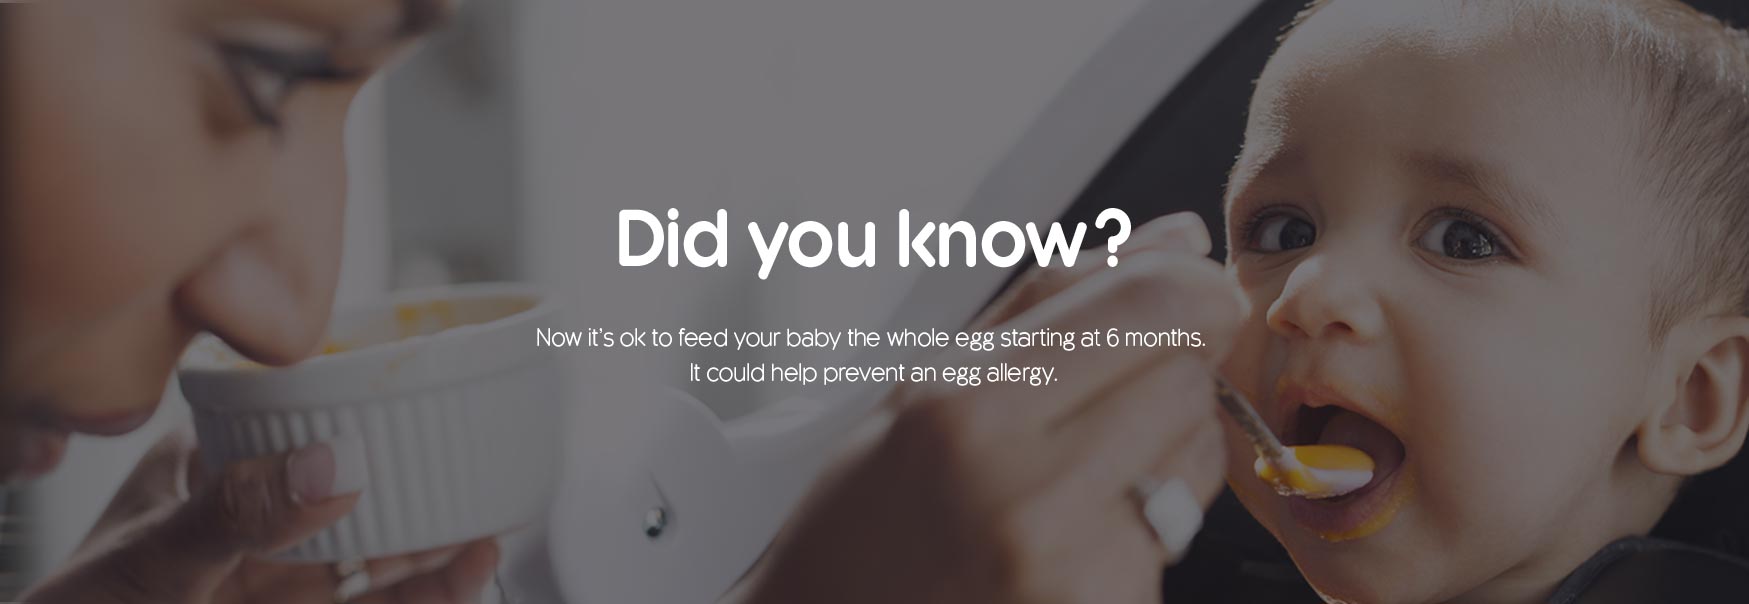 Did you know?
Now it's ok to feed your baby the whole egg starting at 6 months.
It could help prevent an egg allergy.